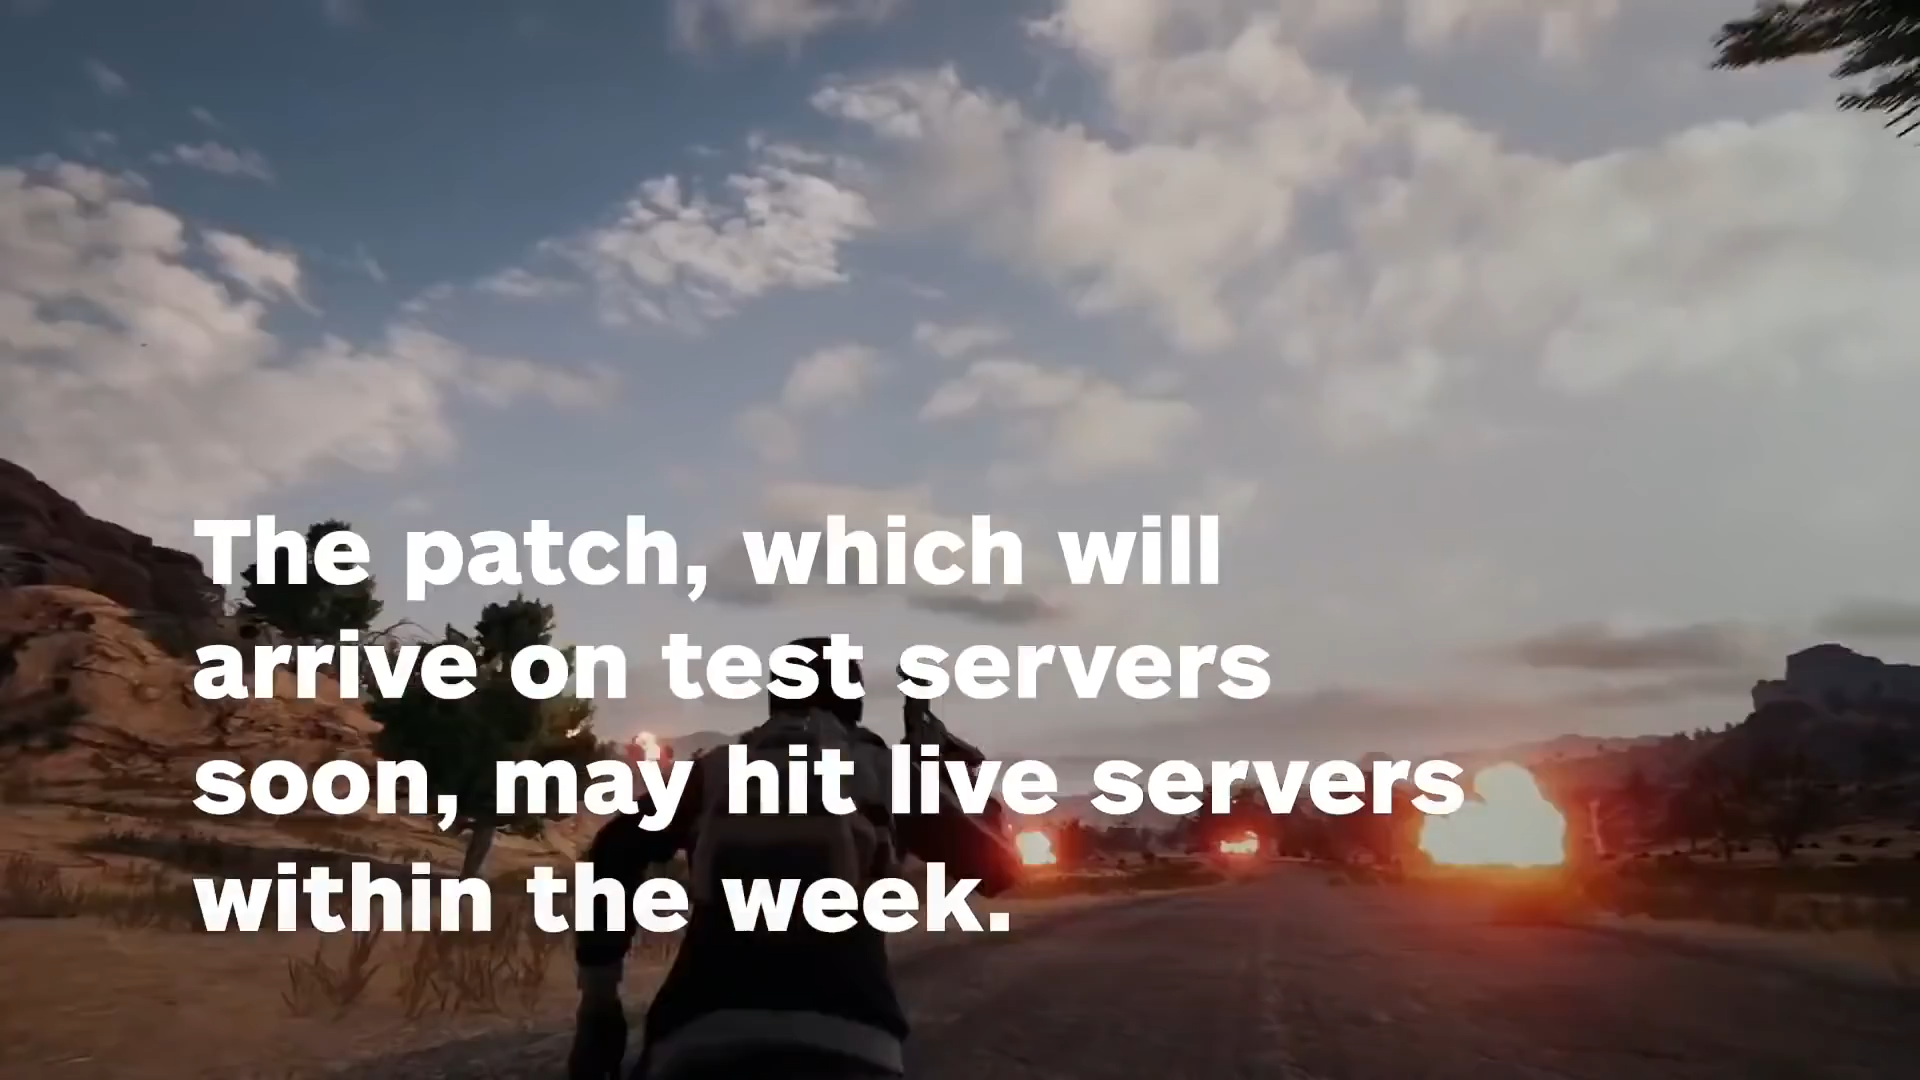 The patch, which will
arrive on test servers
soon, may hit live servers
within the week.